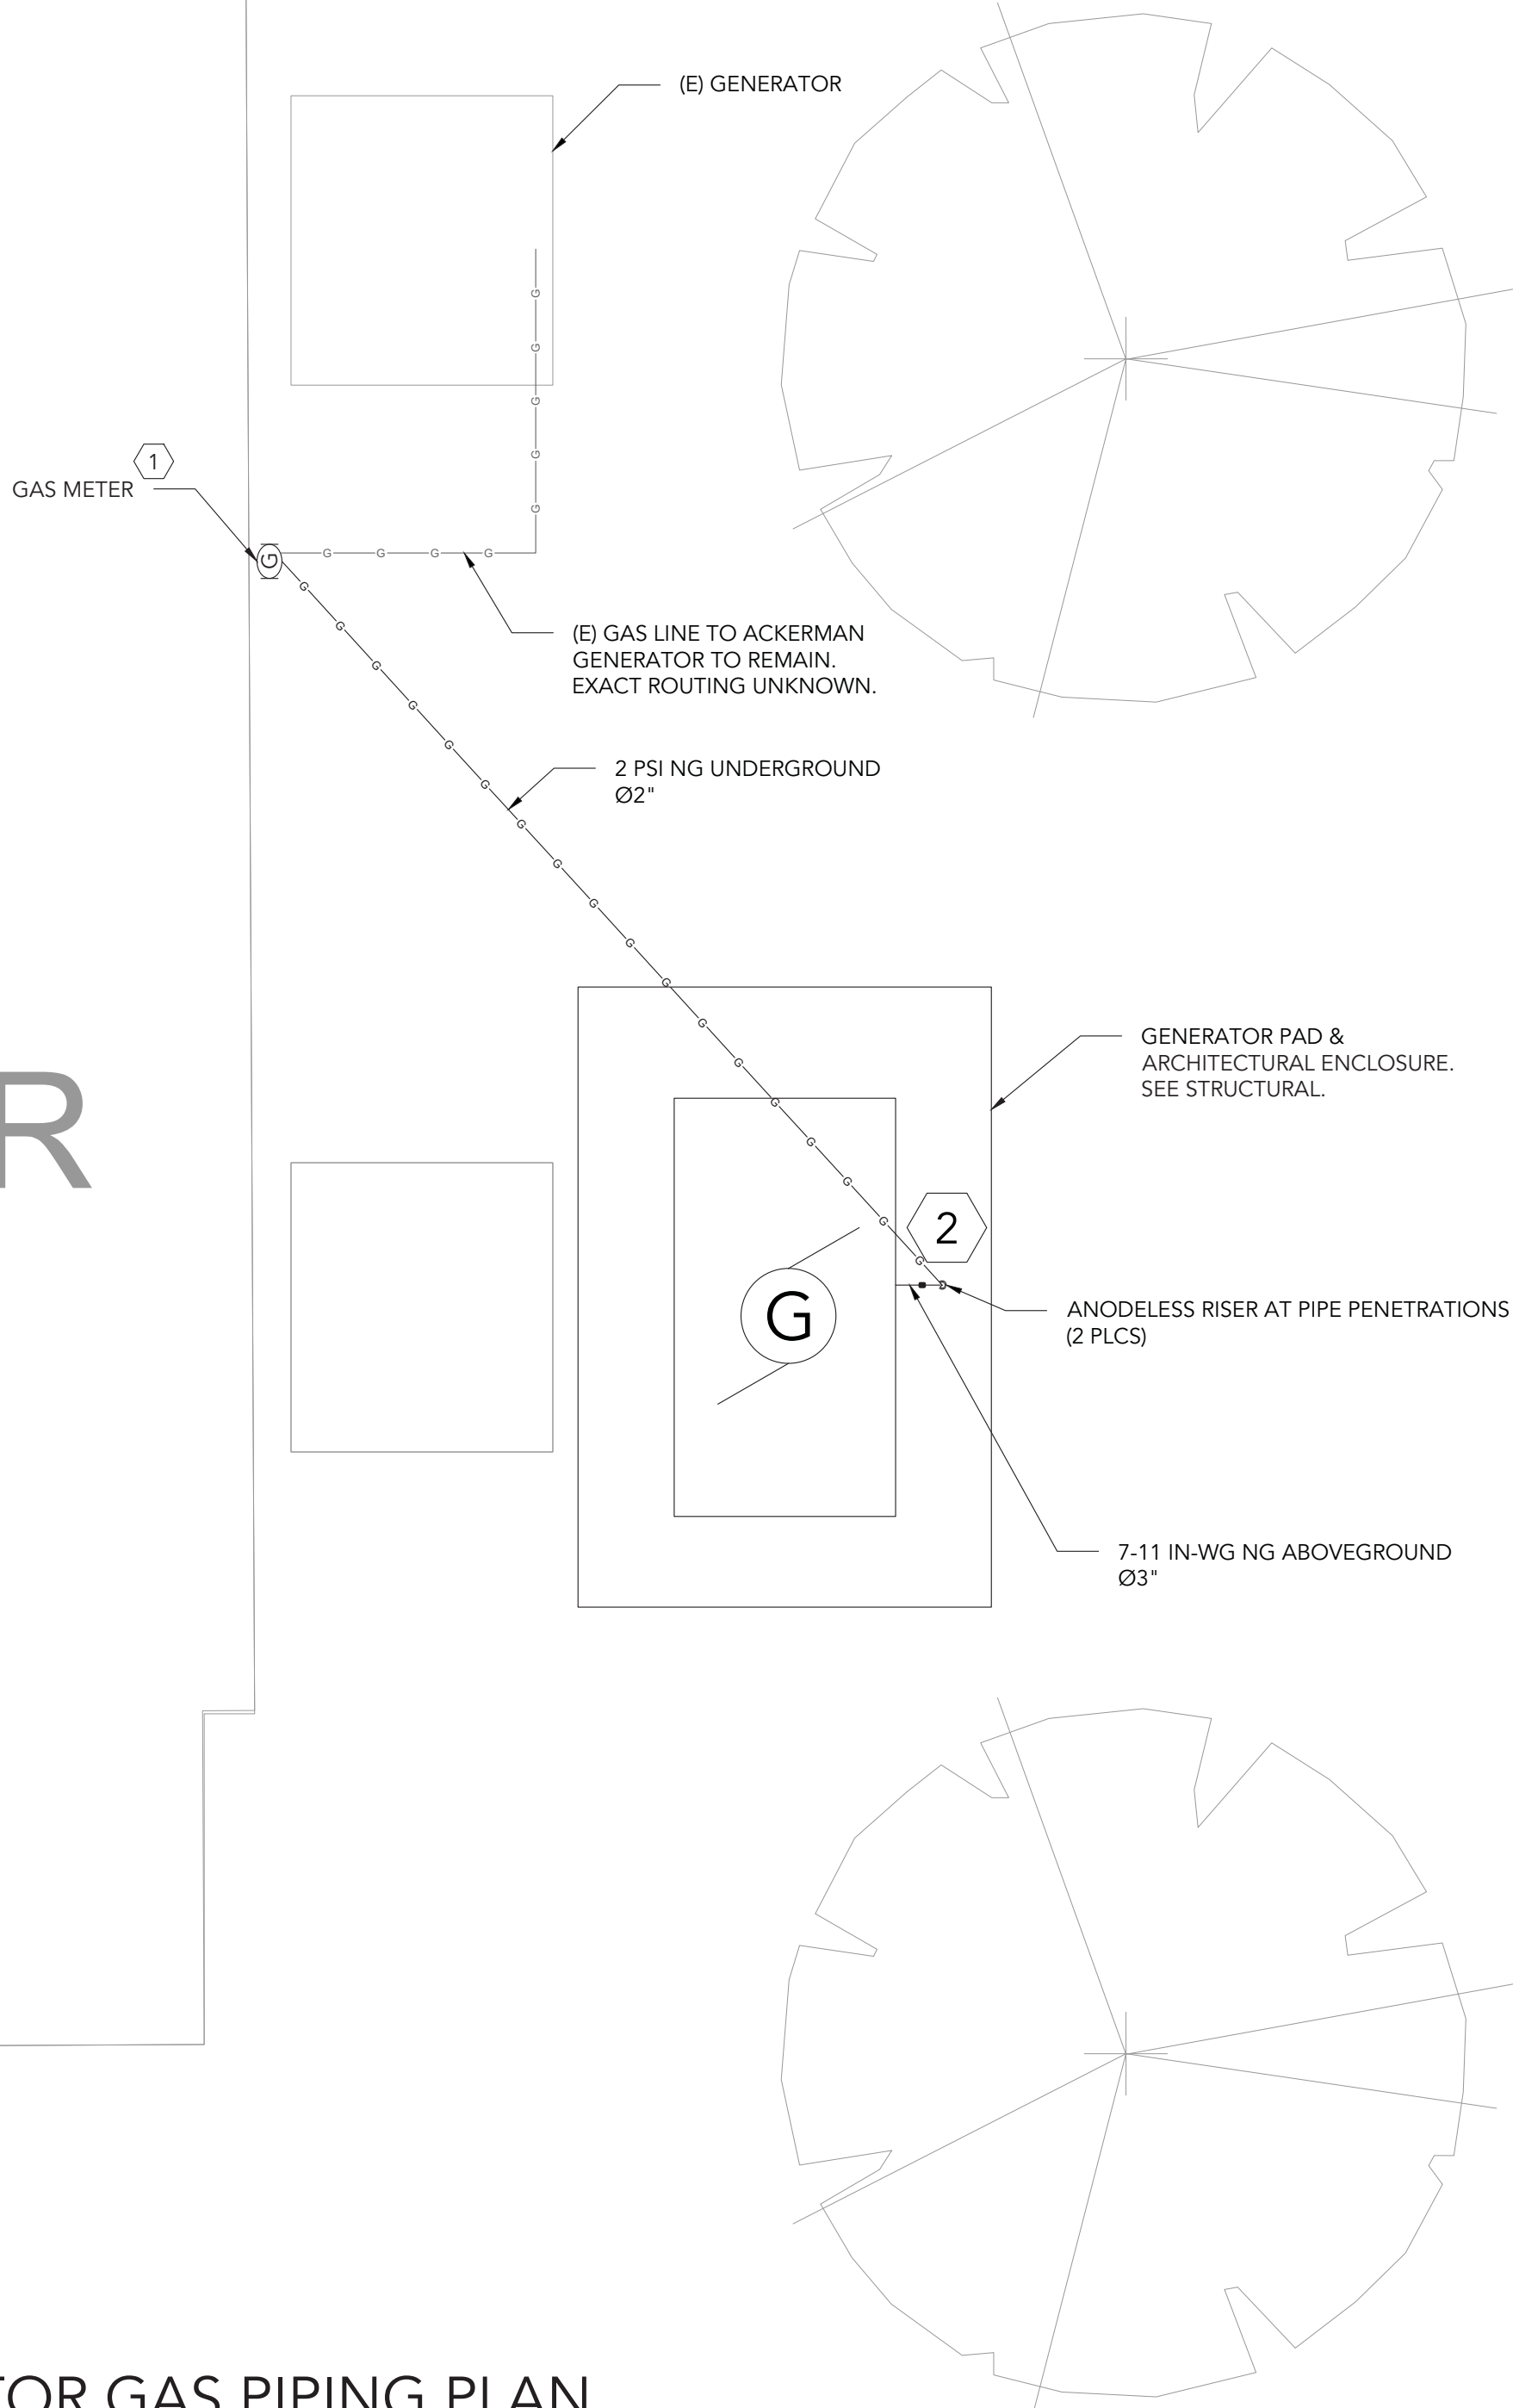 (E) GENERATOR
G
G
G
G
G
1
GAS METER
G
G
G
G
G
(E) GAS LINE TO ACKERMAN
GENERATOR TO REMAIN.
EXACT ROUTING UNKNOWN.
G
G
G
G
G
G
2 PSI NG UNDERGROUND
Ø2"
G
G
G
G
G
G
G
G
G
G
G
G
GENERATOR PAD &
ARCHITECTURAL ENCLOSURE.
SEE STRUCTURAL.
R
2
G
ANODELESS RISER AT PIPE PENETRATIONS
(2 PLCS)
7-11 IN-WG NG ABOVEGROUND
Ø3"
TOR GAS PIPING PLAN